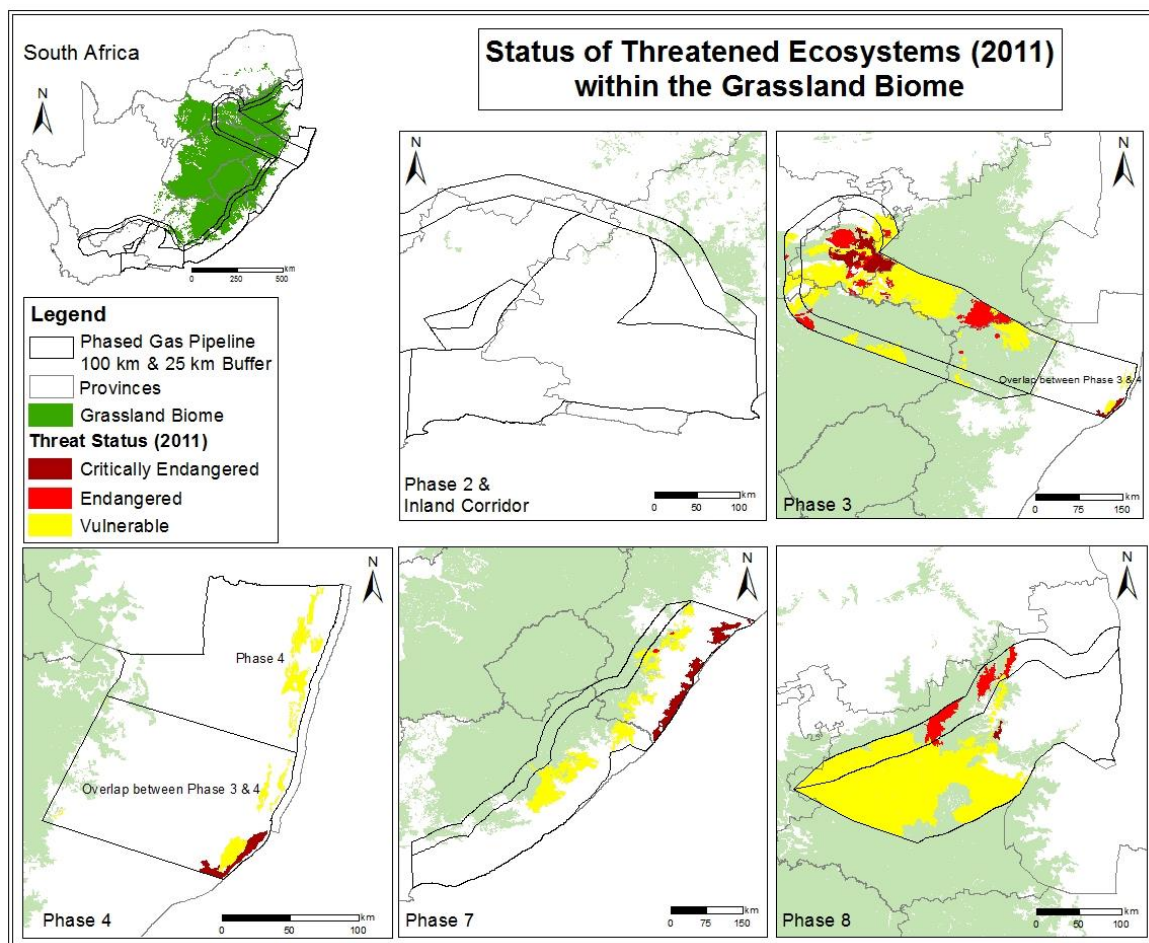 South Africa
N
0 250 500
km
Status of Threatened Ecosystems (2011)
within the Grassland Biome
Legend
Phased Gas Pipeline
100 km & 25 km Buffer
Provinces
Grassland Biome
Threat Status (2011)
Critically Endangered
Endangered
Vulnerable
N
Phase 2 &
Inland Corridor
0 50 100
km
N
Overlap between Phase 3 & 4
Phase 3
0 75 150
km
N
Phase 4
Overlap between Phase 3 & 4
Phase 4
0 50 100
km
N
Phase 7
0 75 150
km
N
Phase 8
0 50 100
km